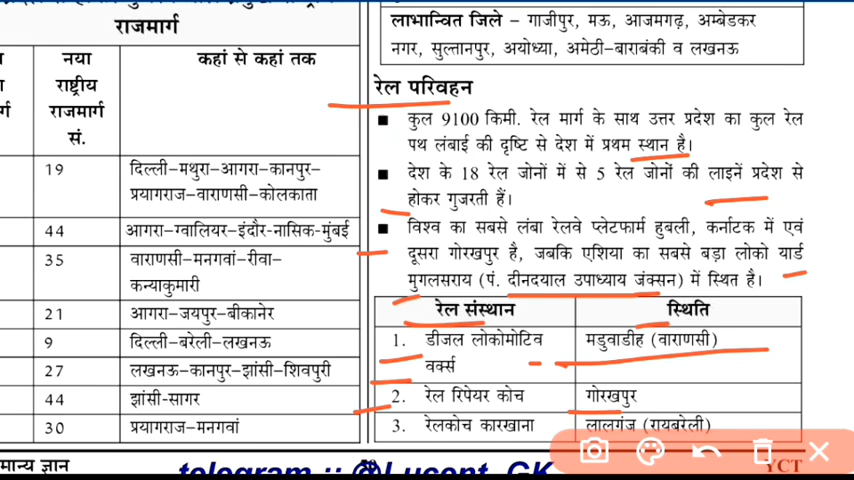 राजमार्ग
नया
राष्ट्रीय
राजमार्ग
सं.
कहां से कहां तक
19
दिल्ली–मथुरा–आगरा–कानपुर–
प्रयागराज–वाराणसी–कोलकाता
44
आगरा–ग्वालियर–इंदौर-नासिक-मुंबई
35
वाराणसी–मनगवां–रीवा–
कन्याकुमारी
21
आगरा–जयपुर–बीकानेर
9
दिल्ली–बरेली–लखनऊ
27
लखनऊ–कानपुर–झांसी–शिवपुरी
44
झांसी-सागर
30
प्रयागराज–मनगवां
लाभान्वित जिले – गाजीपुर, मऊ, आजमगढ़, अम्बेडकर
नगर, सुल्तानपुर, अयोध्या, अमेठी-बाराबंकी व लखनऊ
रेल परिवहन
■ कुल 9100 किमी. रेल मार्ग के साथ उत्तर प्रदेश का कुल रेल
पथ लंबाई की दृष्टि से देश में प्रथम स्थान है।
■ देश के 18 रेल जोनों में से 5 रेल जोनों की लाइनें प्रदेश से
होकर गुजरती हैं।
■ विश्व का सबसे लंबा रेलवे प्लेटफार्म हुबली, कर्नाटक में एवं
दूसरा गोरखपुर है, जबकि एशिया का सबसे बड़ा लोको यार्ड
मुगलसराय (पं. दीनदयाल उपाध्याय जंक्सन) में स्थित है।
रेल संस्थान स्थिति
1. डीजल लोकोमोटिव मडुवाडीह (वाराणसी)
वर्क्स
2. रेल रिपेयर कोच गोरखपुर
3. रेलकोच कारखाना लालगंज (रायबरेली)
मान्य ज्ञान
YCT
telegram :: @Lucent_GK